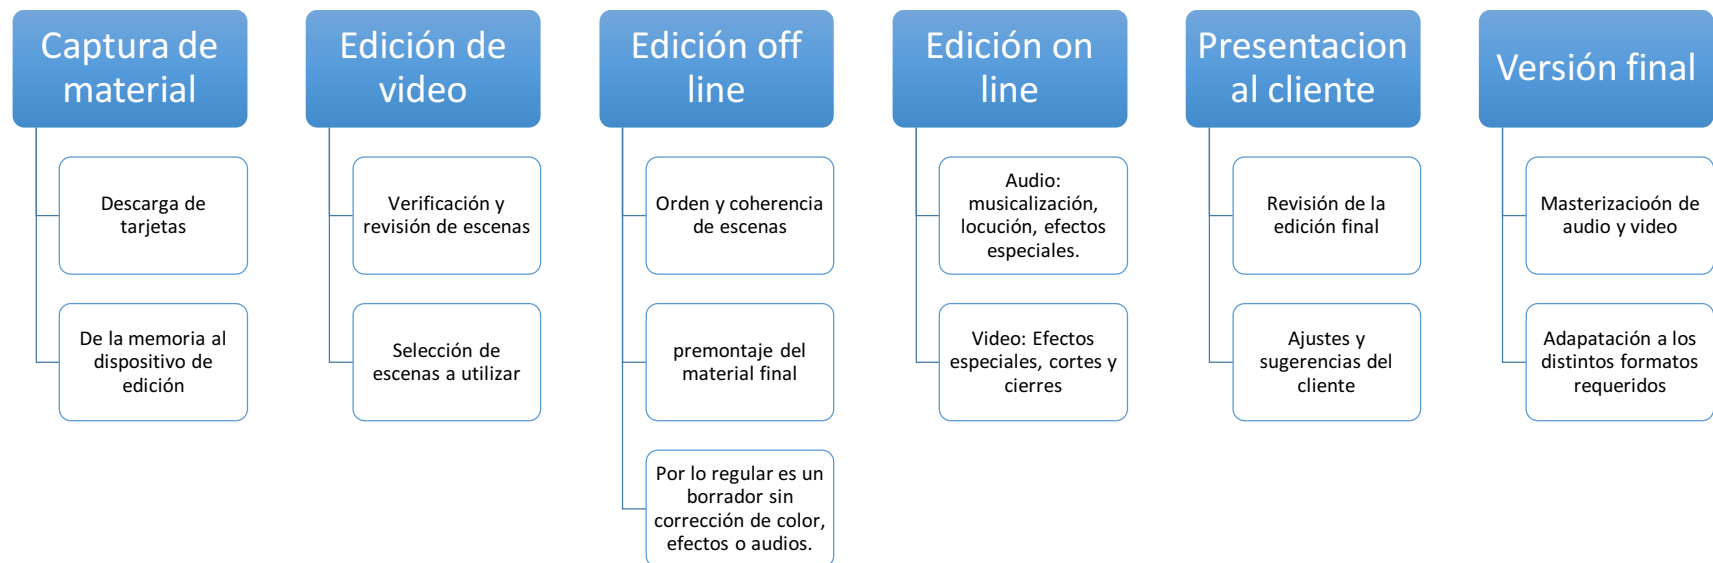 Captura de
material
Descarga de
tarjetas
De la memoria al
dispositivo de
edición
Edición de
video
Verificación y
revisión de escenas
Selección de
escenas a utilizar
Edición off
line
Orden y coherencia
de escenas
premontaje del
material final
Por lo regular es un
borrador sin
corrección de color,
efectos o audios.
Edición on
line
Audio:
musicalización,
locución, efectos
especiales.
Video: Efectos
especiales, cortes y
cierres
Presentacion
al cliente
Revisión de la
edición final
Ajustes y
sugerencias del
cliente
Versión final
Masterizacioón de
audio y video
Adapatación a los
distintos formatos
requeridos